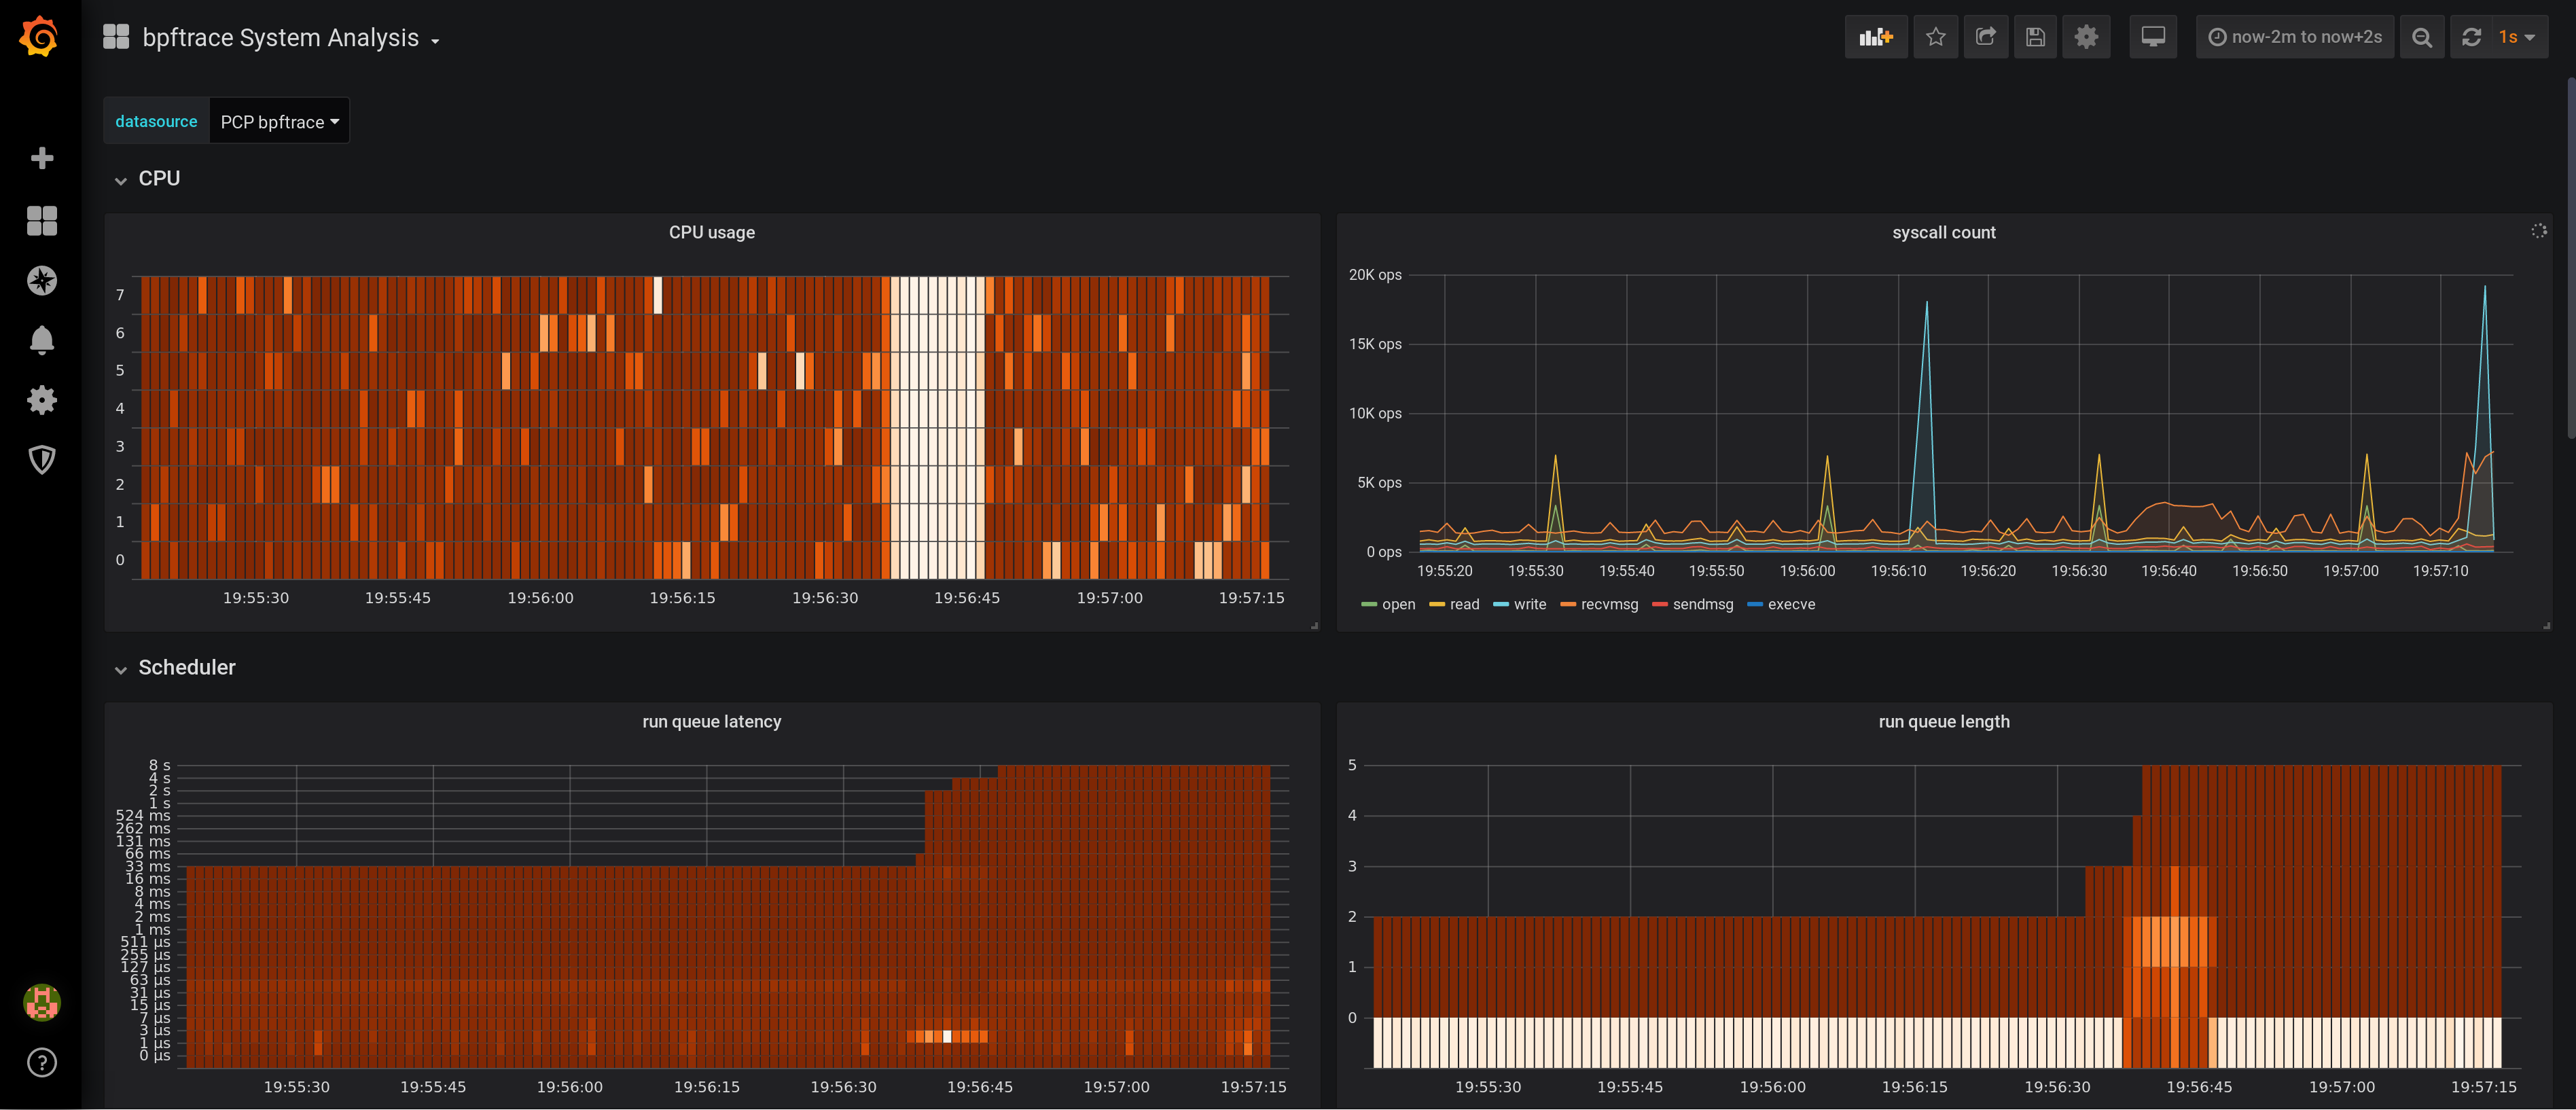 bpftrace System Analysis
now-2m to now+2s
1s
datasource PCP bpftrace
CPU
CPU usage
7
6
5
4
3
2
1
0
19:55:30 19:55:45 19:56:00 19:56:15 19:56:30 19:56:45 19:57:00 19:57:15
syscall count
20K ops
15K ops
10K ops
5K ops
0 ops
19:55:20 19:55:30 19:55:40 19:55:50 19:56:00 19:56:10 19:56:20 19:56:30 19:56:40 19:56:50 19:57:00 19:57:10
open read write recvmsg sendmsg execve
Scheduler
run queue latency
8 s
4 s
2 s
1 s
524 ms
262 ms
131 ms
66 ms
33 ms
16 ms
8 ms
4 ms
2 ms
1 ms
511 µs
255 µs
127 µs
63 µs
31 µs
15 µs
7 µs
3 µs
1 µs
0 µs
19:55:30 19:55:45 19:56:00 19:56:15 19:56:30 19:56:45 19:57:00 19:57:15
run queue length
5
4
3
2
1
0
19:55:30 19:55:45 19:56:00 19:56:15 19:56:30 19:56:45 19:57:00 19:57:15